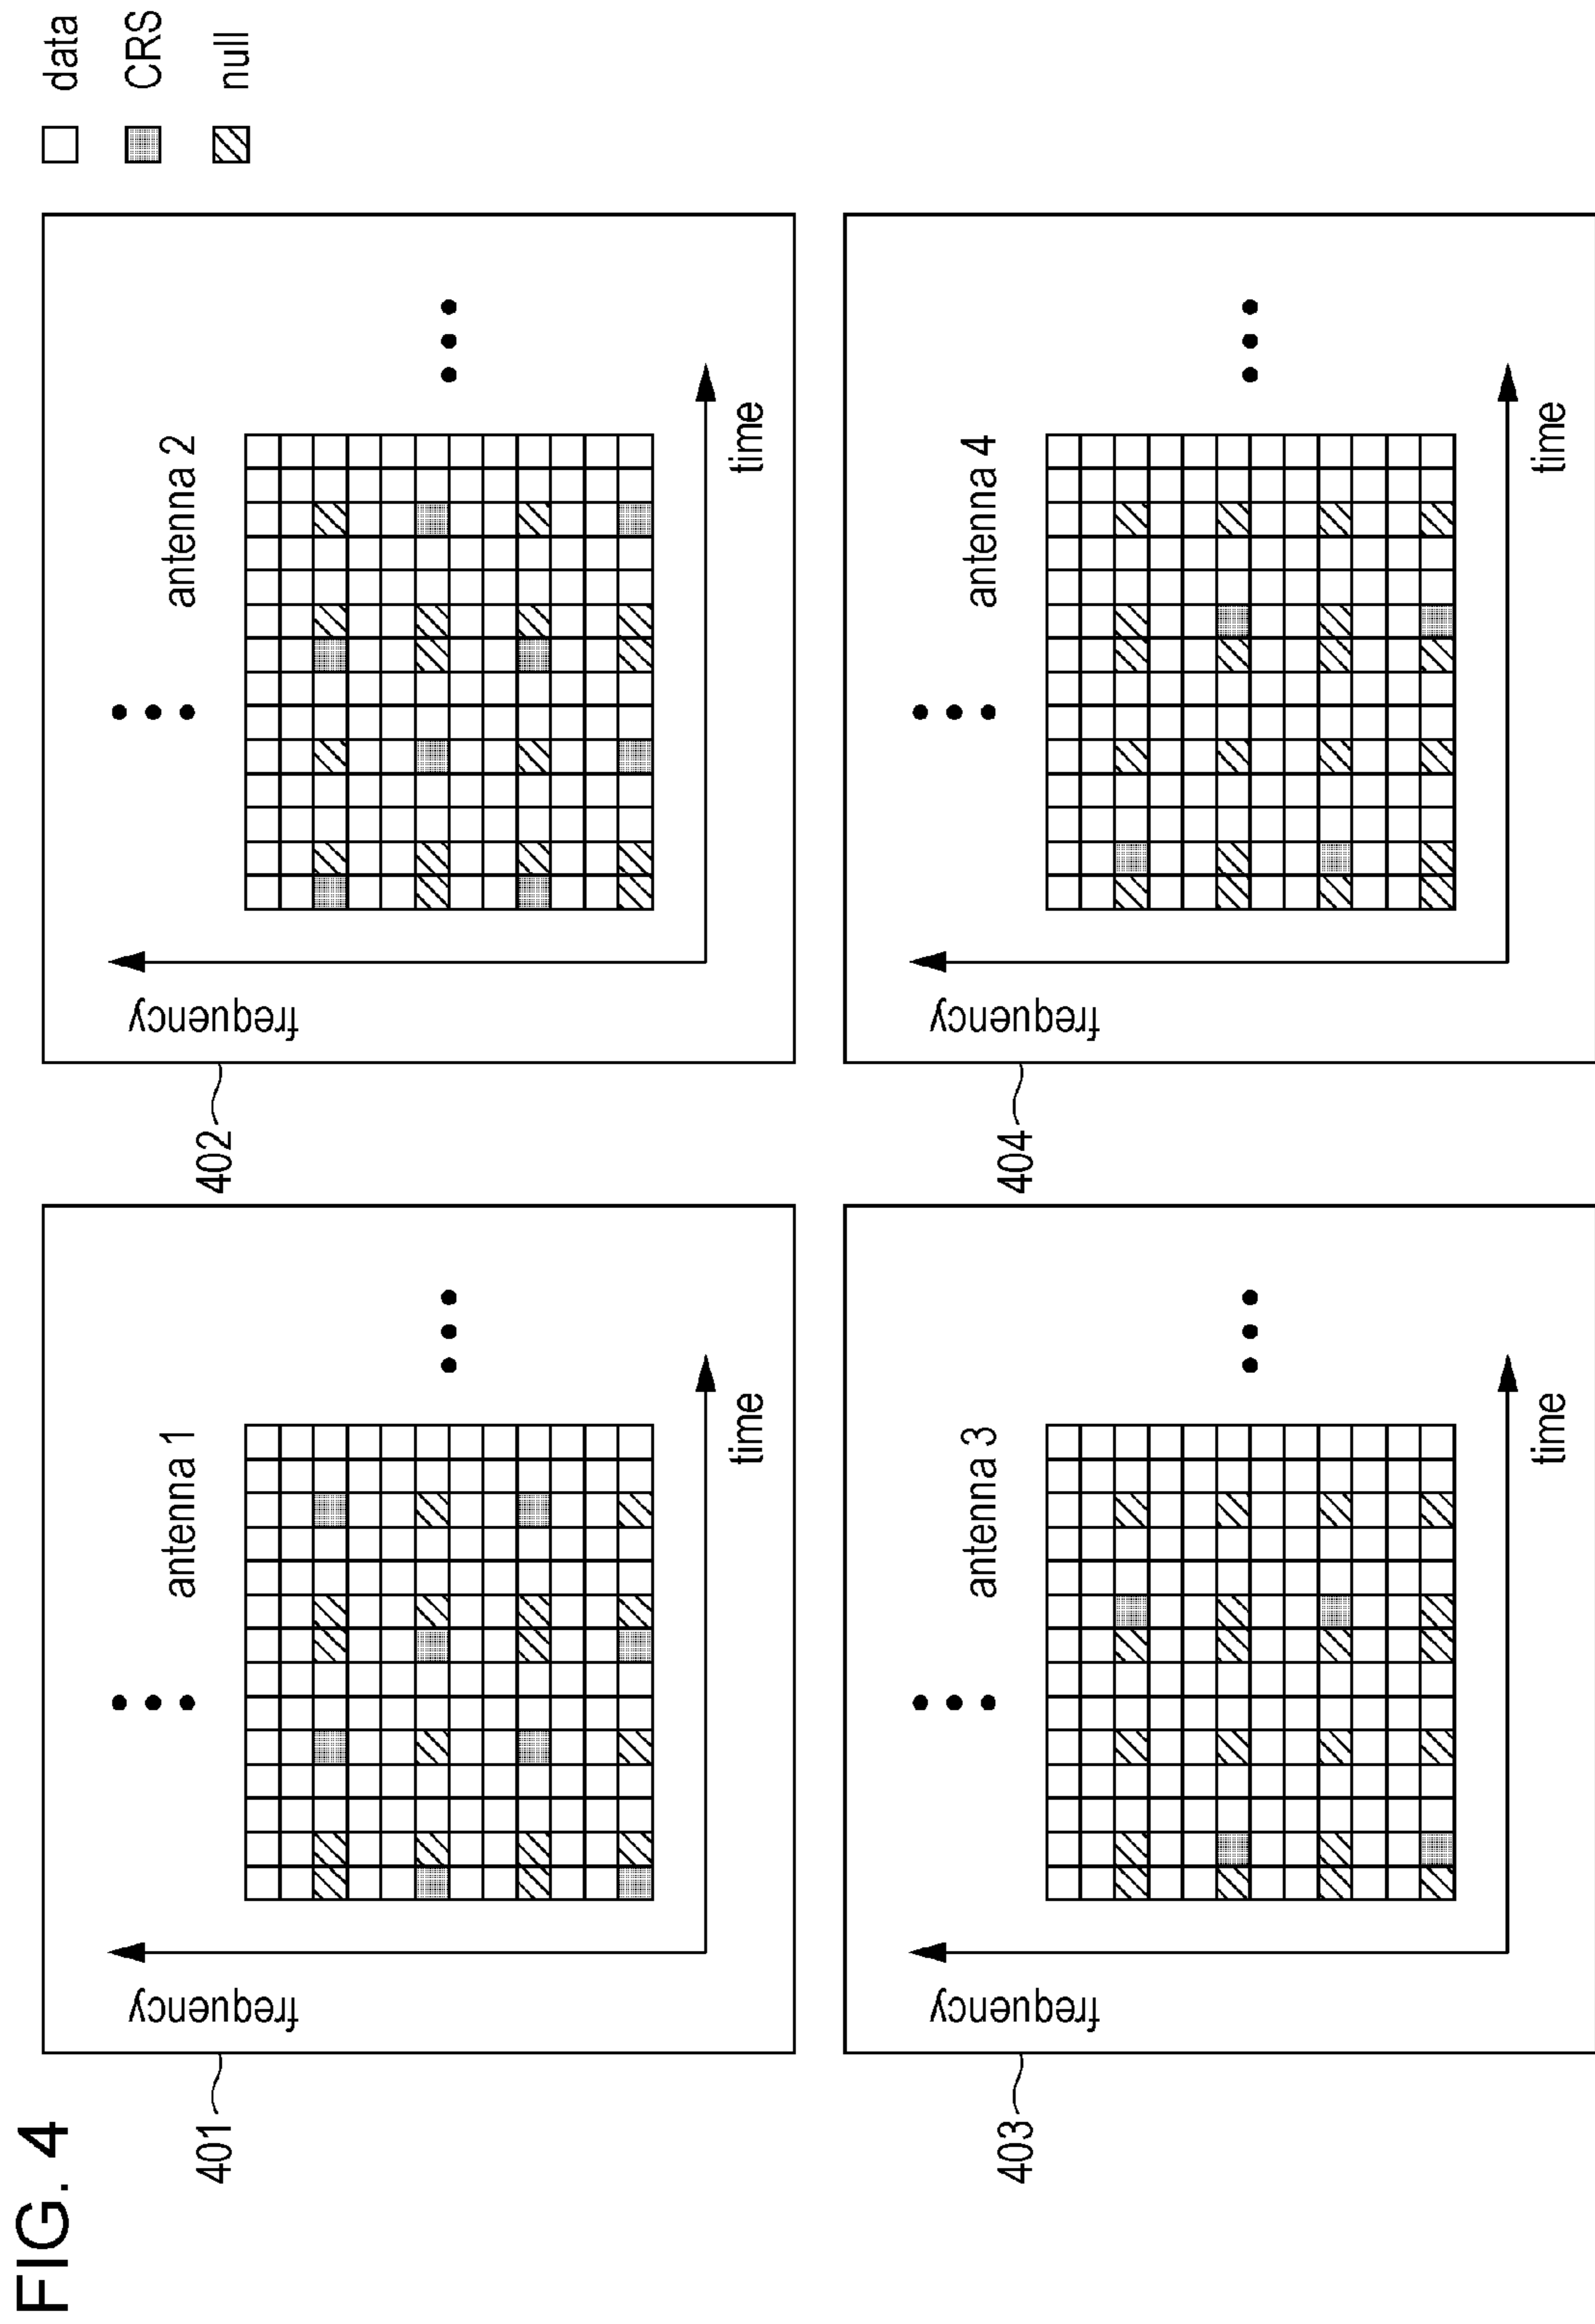 FIG. 4
data
CRS
null
401
antenna 1
frequency
time
402
antenna 2
frequency
time
403
antenna 3
frequency
time
404
antenna 4
frequency
time